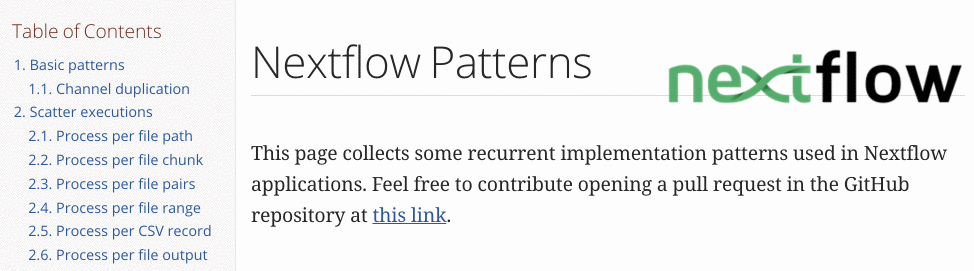 Table of Contents
1. Basic patterns
1.1. Channel duplication
2. Scatter executions
2.1. Process per file path
2.2. Process per file chunk
2.3. Process per file pairs
2.4. Process per file range
2.5. Process per CSV record
2.6. Process per file output
Nextflow Patterns
nextflow
This page collects some recurrent implementation patterns used in Nextflow
applications. Feel free to contribute opening a pull request in the GitHub
repository at this link.